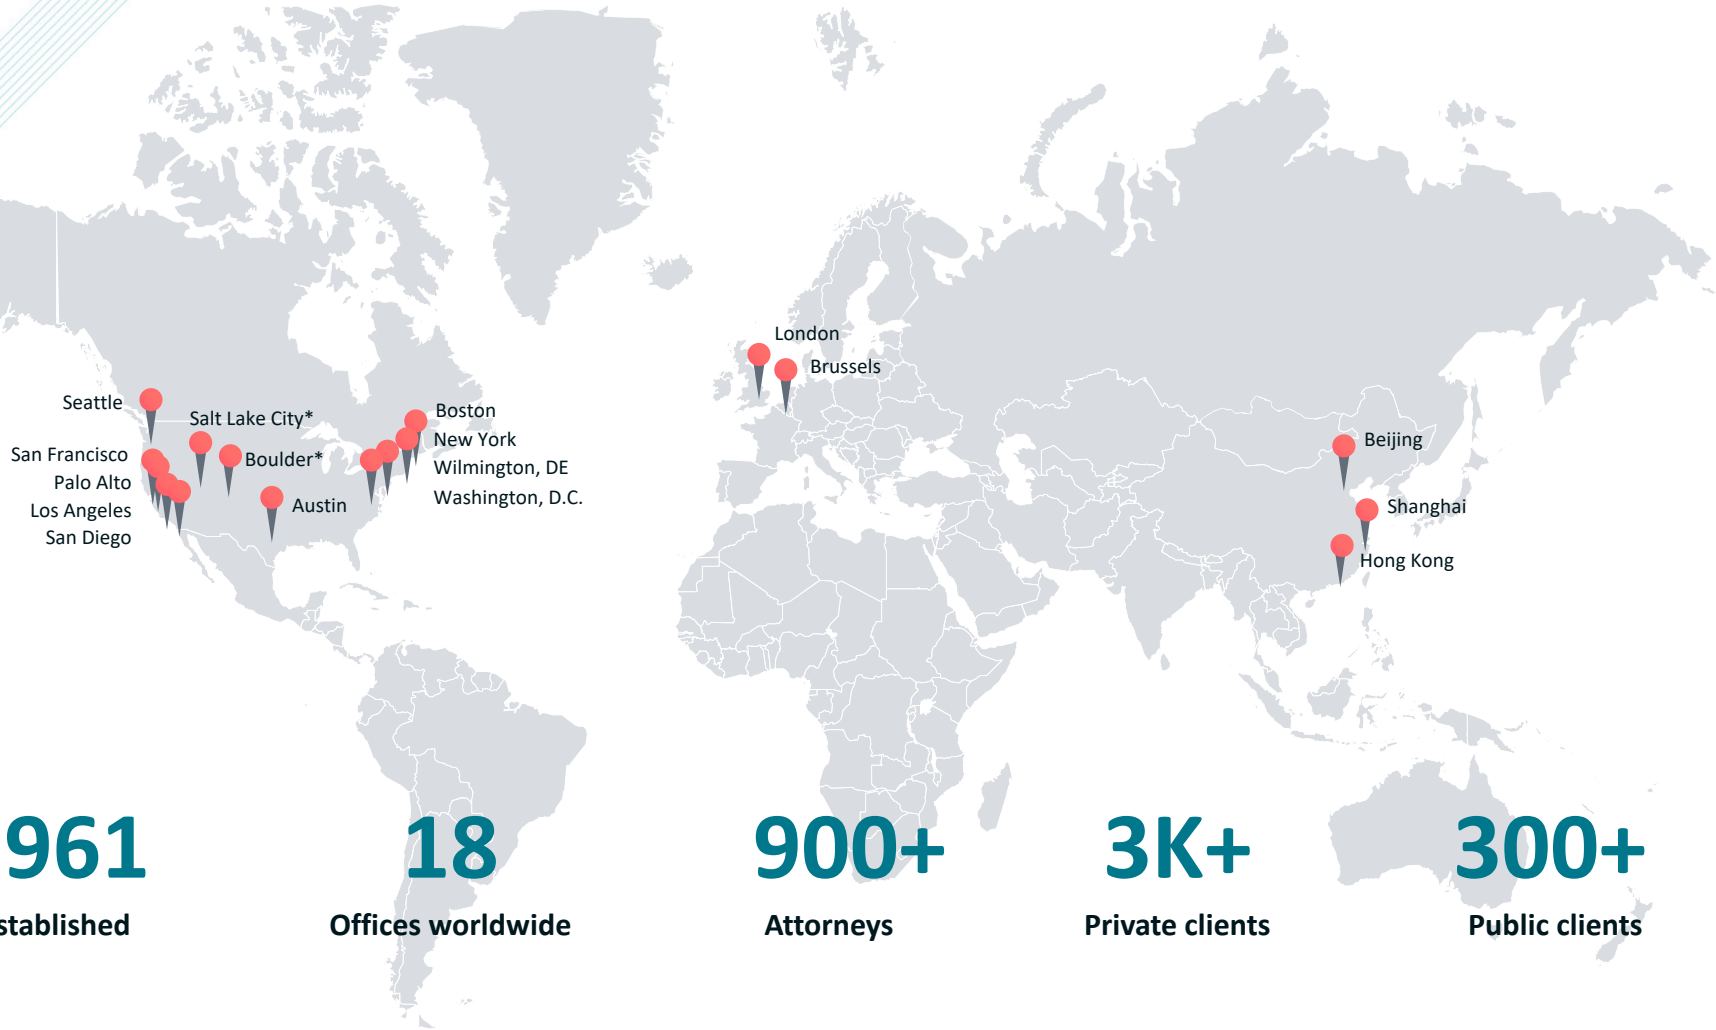 London
Brussels
Seattle
Salt Lake City*
Boston
San Francisco
Boulder*
New York
Palo Alto
Wilmington, DE
Los Angeles
Austin
Washington, D.C.
San Diego
Beijing
Shanghai
Hong Kong
961
stablished
18
Offices worldwide
900+
Attorneys
3K+
Private clients
300+
Public clients